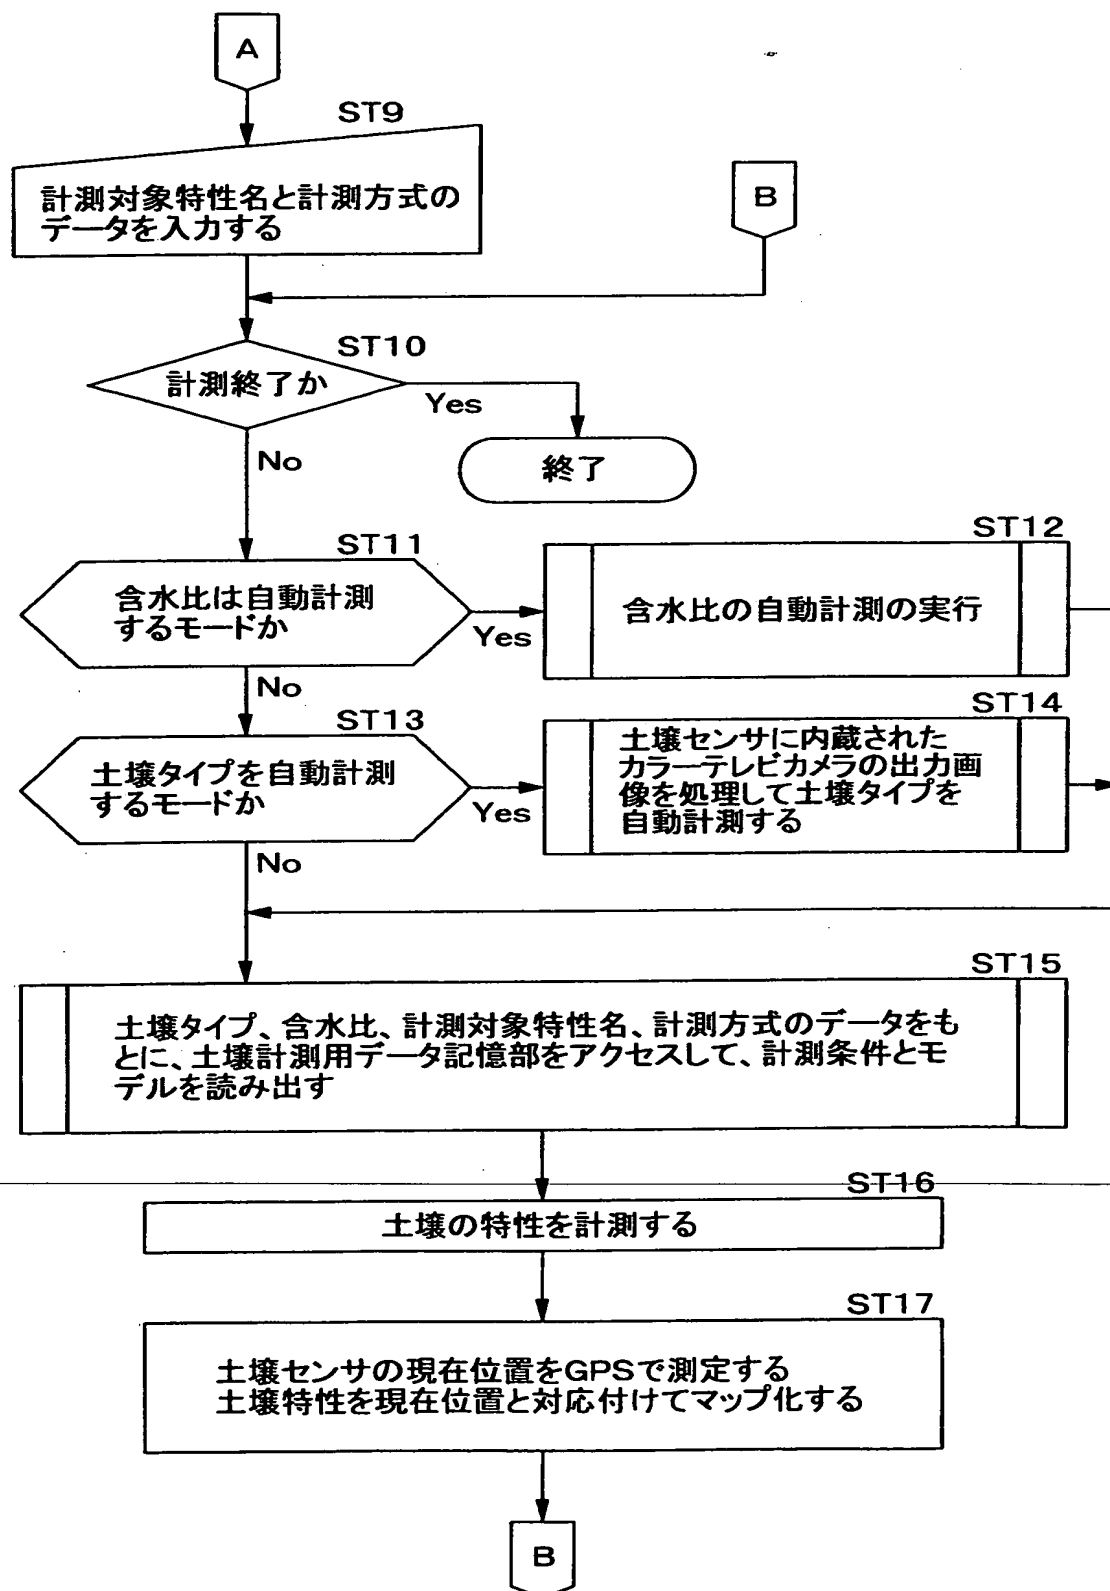 A
ST9
計測対象特性名と計測方式の
データを入力する
B
ST10
計測終了か
Yes
No
終了
ST11
含水比は自動計測
するモードか
Yes
No
ST12
含水比の自動計測の実行
ST13
土壌タイプを自動計測
するモードか
Yes
No
ST14
土壌センサに内蔵された
カラーテレビカメラの出力画
像を処理して土壌タイプを
自動計測する
ST15
土壌タイプ、含水比、計測対象特性名、計測方式のデータをも
とに、土壌計測用データ記憶部をアクセスして、計測条件とモ
デルを読み出す
ST16
土壌の特性を計測する
ST17
土壌センサの現在位置をGPSで測定する
土壌特性を現在位置と対応付けてマップ化する
B